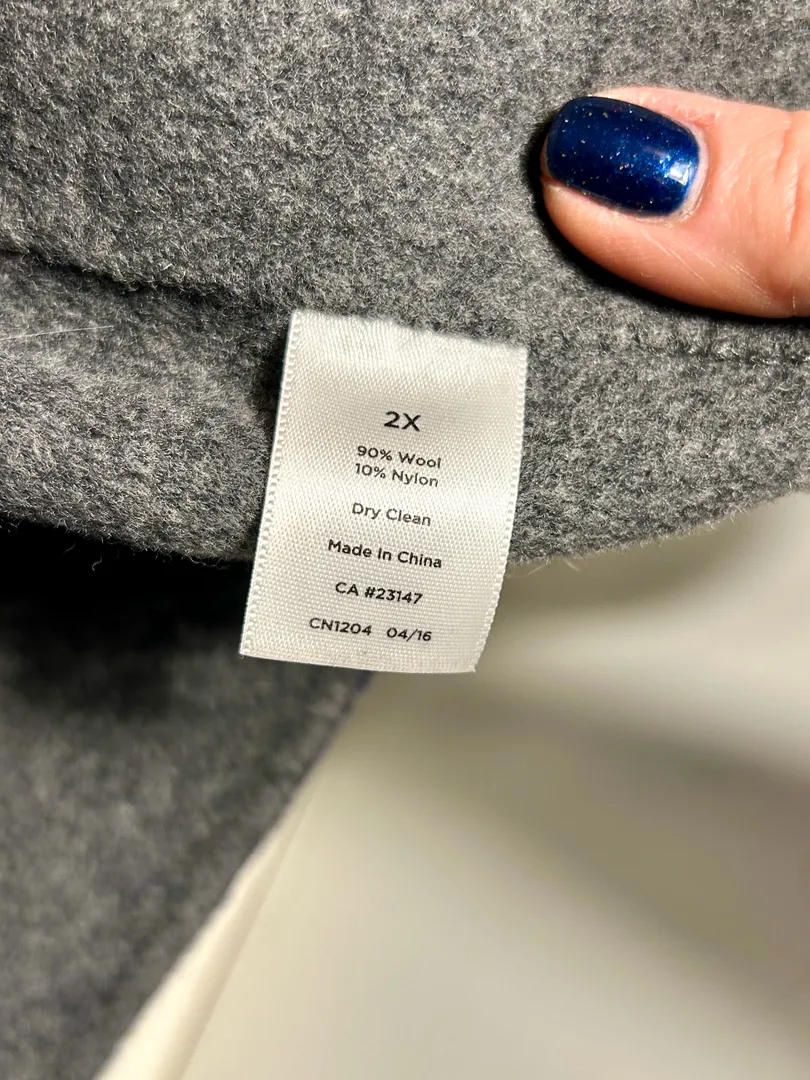 2X
90% Wool
10% Nylon
Dry Clean
Made In China
CA #23147
CN1204 04/16